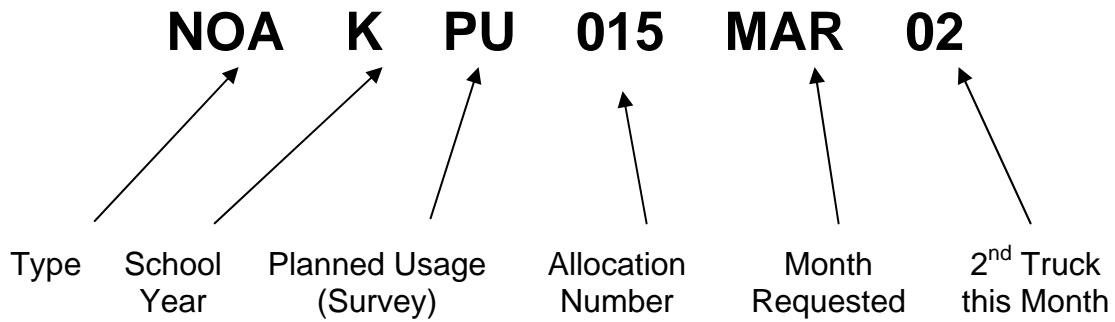 NOA K PU 015 MAR 02
Type School Planned Usage Allocation Month 2nd Truck
Year (Survey) Number Requested this Month